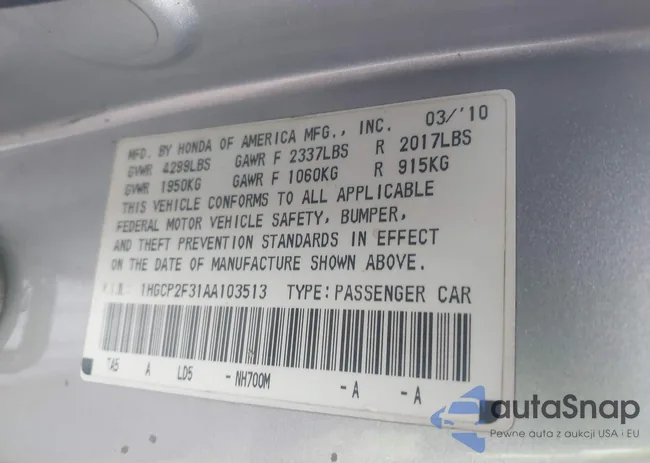 MFD. BY HONDA OF AMERICA MFG., INC. 03/'10
GVWR 4299LBS GAWR F 2337LBS R 2017LBS
GVWR 1950KG GAWR F 1060KG R 915KG
THIS VEHICLE CONFORMS TO ALL APPLICABLE
FEDERAL MOTOR VEHICLE SAFETY, BUMPER,
AND THEFT PREVENTION STANDARDS IN EFFECT
ON THE DATE OF MANUFACTURE SHOWN ABOVE.
V.I.N. 1HGCP2F31AA103513 TYPE:PASSENGER CAR
TA5 A LD5 - NH700M - A - A
autaSnap
Pewne auta z aukcji USA i EU